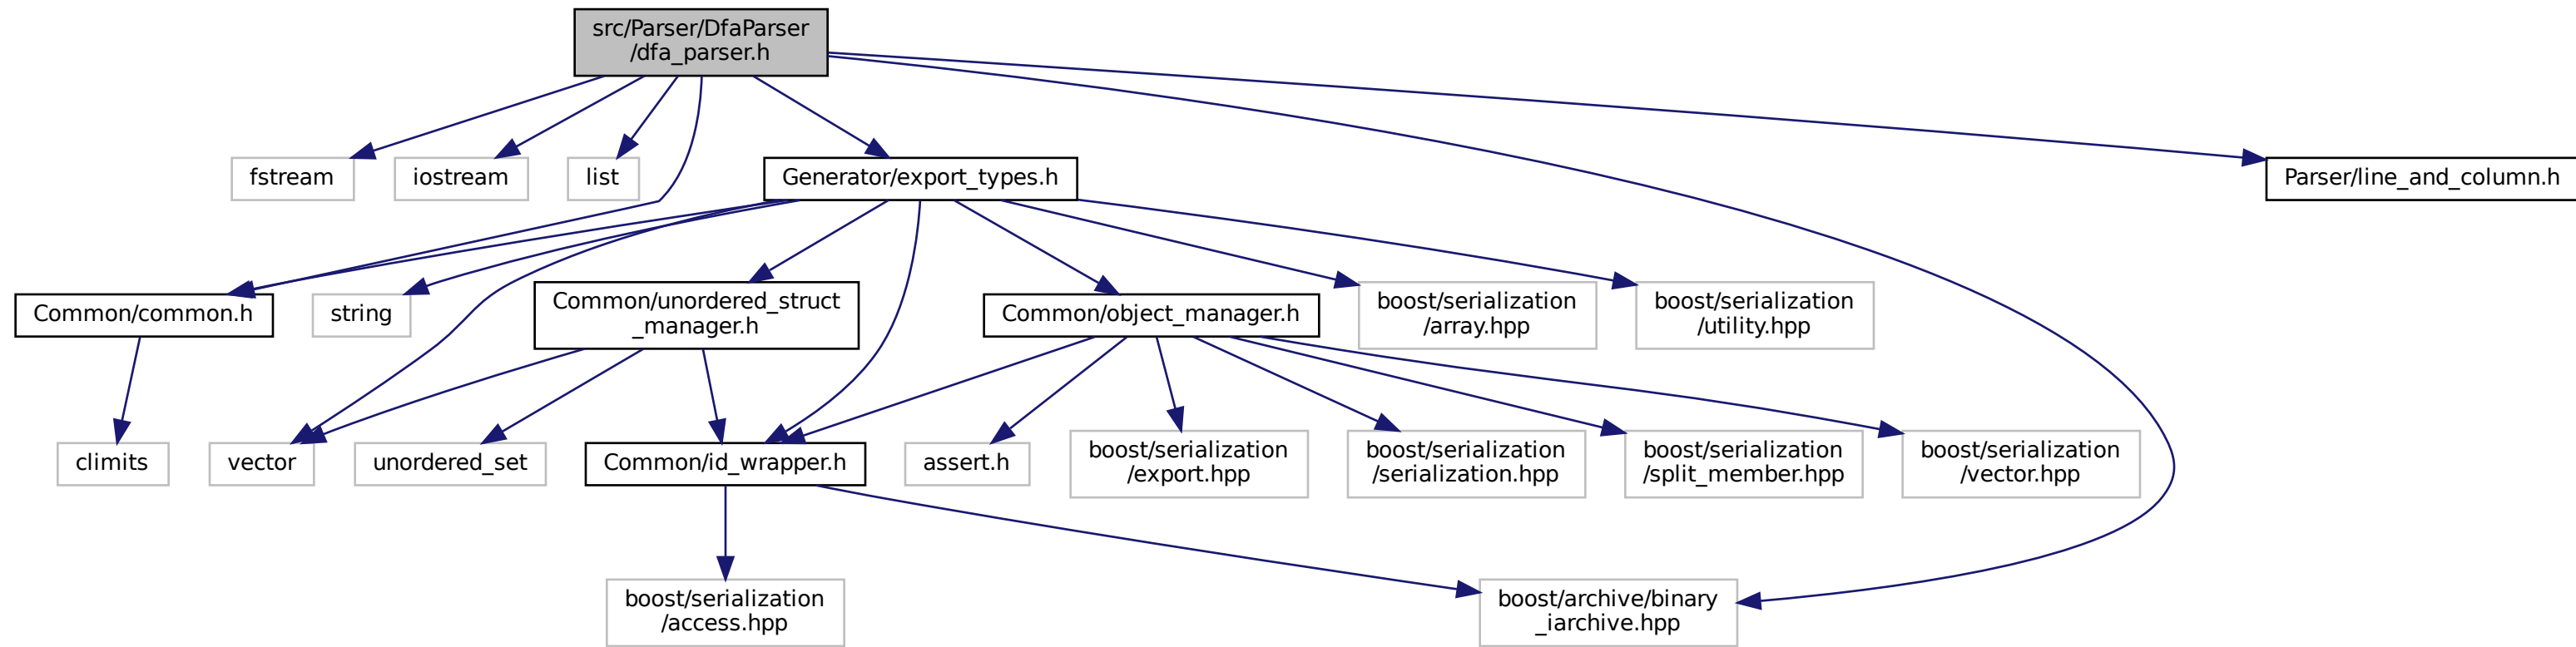 src/Parser/DfaParser
/dfa_parser.h
fstream
iostream
list
Generator/export_types.h
Parser/line_and_column.h
Common/common.h
string
Common/unordered_struct
_manager.h
Common/object_manager.h
boost/serialization
/array.hpp
boost/serialization
/utility.hpp
climits
vector
unordered_set
Common/id_wrapper.h
assert.h
boost/serialization
/export.hpp
boost/serialization
/serialization.hpp
boost/serialization
/split_member.hpp
boost/serialization
/vector.hpp
boost/serialization
/access.hpp
boost/archive/binary
_iarchive.hpp